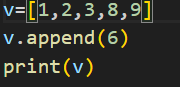 v=[1,2,3,8,9]
v.append(6)
print(v)